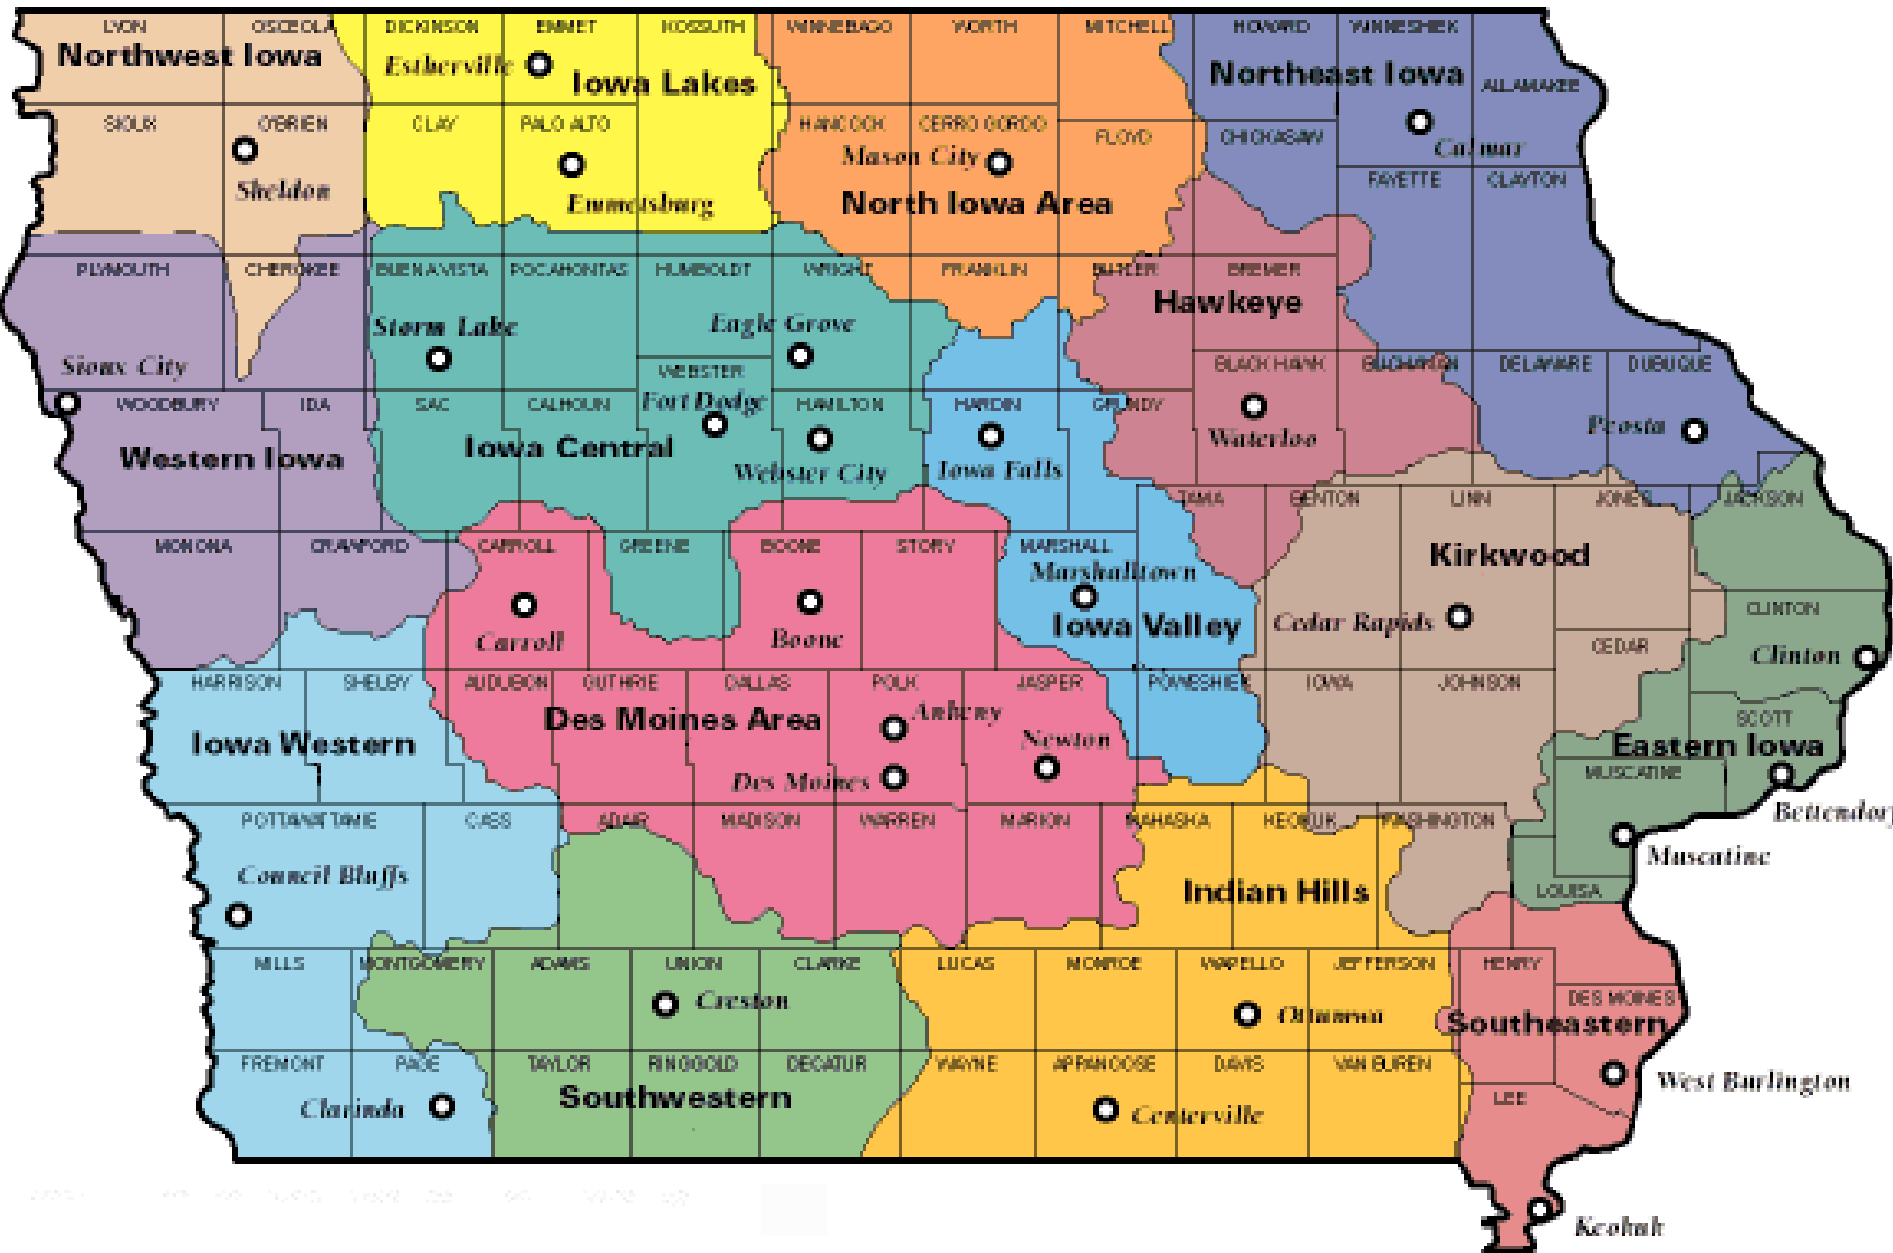 LYON OSCEOLA DICKINSON EMMET KOSSUTH WINNEBAGO WORTH MITCHELL HOWARD WINNESHIEK
Northwest Iowa Estherville Iowa Lakes Northeast Iowa ALLAMAKEE
SIOUX O'BRIEN CLAY PALO ALTO HANCOCK CERRO GORDO FLOYD CHICKASAW
Mason City Calmar
Sheldon Emmetsburg North Iowa Area FAYETTE CLAYTON
PLYMOUTH CHEROKEE BUENA VISTA POCAHONTAS HUMBOLDT WRIGHT FRANKLIN BUTLER BREMER
Storm Lake Eagle Grove Hawkeye
Sioux City WEBSTER BLACK HAWK BUCHANAN DELAWARE DUBUQUE
WOODBURY IDA SAC CALHOUN Fort Dodge HAMILTON HARDIN GRUNDY
Western Iowa Iowa Central Webster City Iowa Falls Waterloo Peosta
TAMA BENTON LINN JONES JACKSON
MONONA CRAWFORD CARROLL GREENE BOONE STORY MARSHALL Kirkwood
Marshalltown
Carroll Boone Iowa Valley Cedar Rapids CLINTON
CEDAR Clinton
HARRISON SHELBY AUDUBON GUTHRIE DALLAS POLK JASPER POWESHIEK IOWA JOHNSON
Iowa Western Des Moines Area Ankeny Newton SCOTT
Eastern Iowa
Des Moines MUSCATINE
POTTAWATTAMIE CASS ADAIR MADISON WARREN MARION MAHASKA KEOKUK WASHINGTON Bettendorf
Council Bluffs Indian Hills LOUISA Muscatine
MILLS MONTGOMERY ADAMS UNION CLARKE LUCAS MONROE WAPELLO JEFFERSON HENRY
Creston Ottumwa DES MOINES
Southeastern
FREMONT PAGE TAYLOR RINGGOLD DECATUR WAYNE APPANOOSE DAVIS VAN BUREN LEE West Burlington
Clarinda Southwestern Centerville
Keokuk